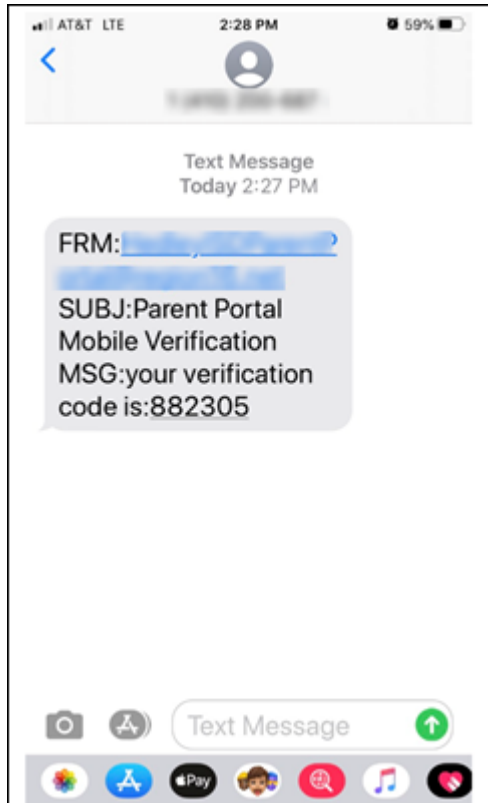 AT&T LTE 2:28 PM 59%
Text Message
Today 2:27 PM
FRM:
SUBJ:Parent Portal
Mobile Verification
MSG:your verification
code is:882305
Text Message
Pay